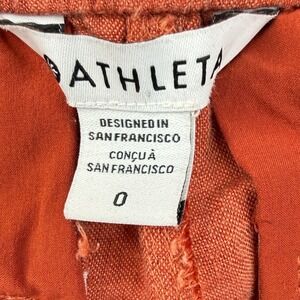 ATHLETA
DESIGNED IN
SAN FRANCISCO
CONÇU À
SAN FRANCISCO
0